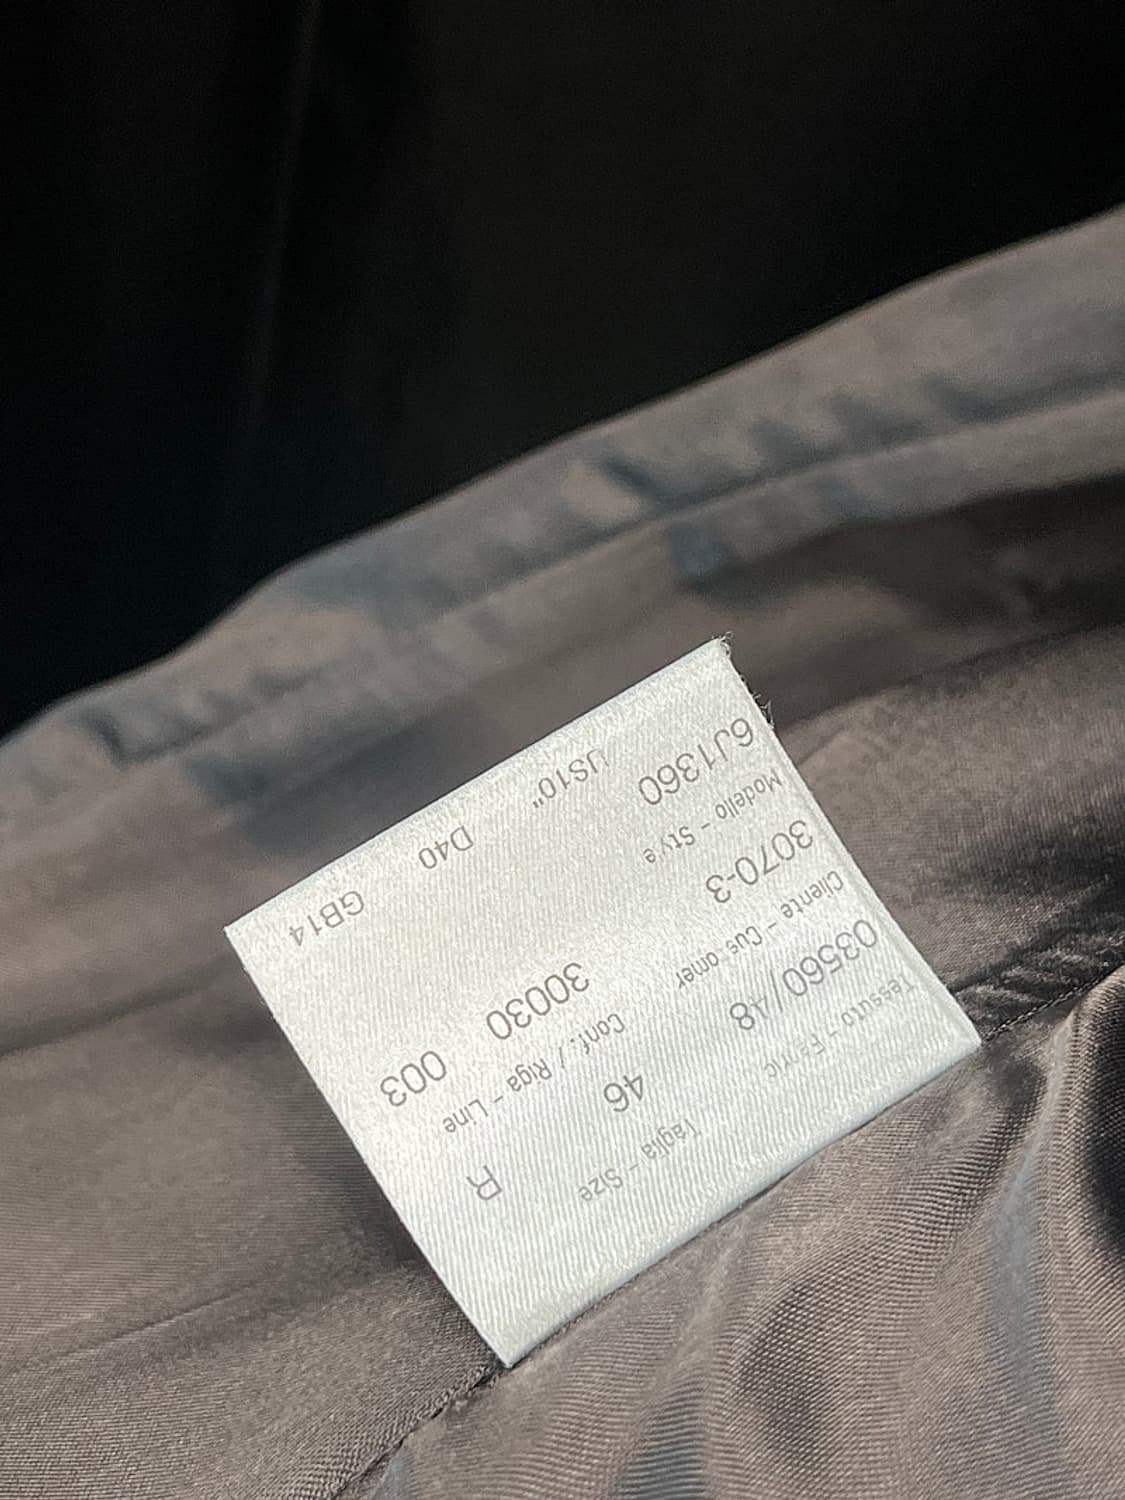 Tessuto - Fabric Taglia - Size
03560/48 46 R
Cliente - Customer Conf. / Riga - Line
3070-3 30030 003
Modello - Style
6J1360
US10" D40 GB14